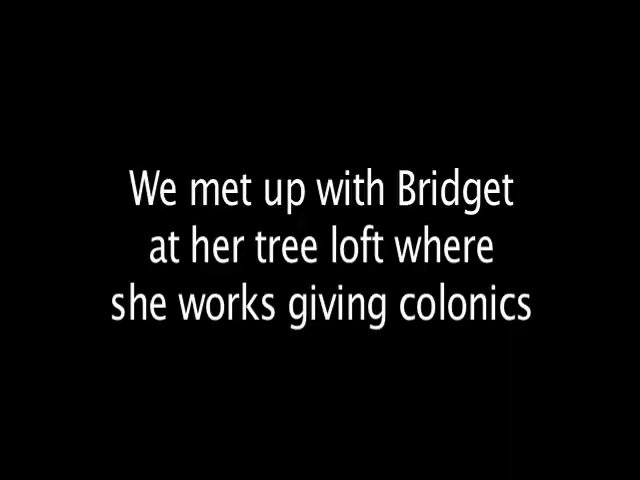 We met up with Bridget
at her tree loft where
she works giving colonics